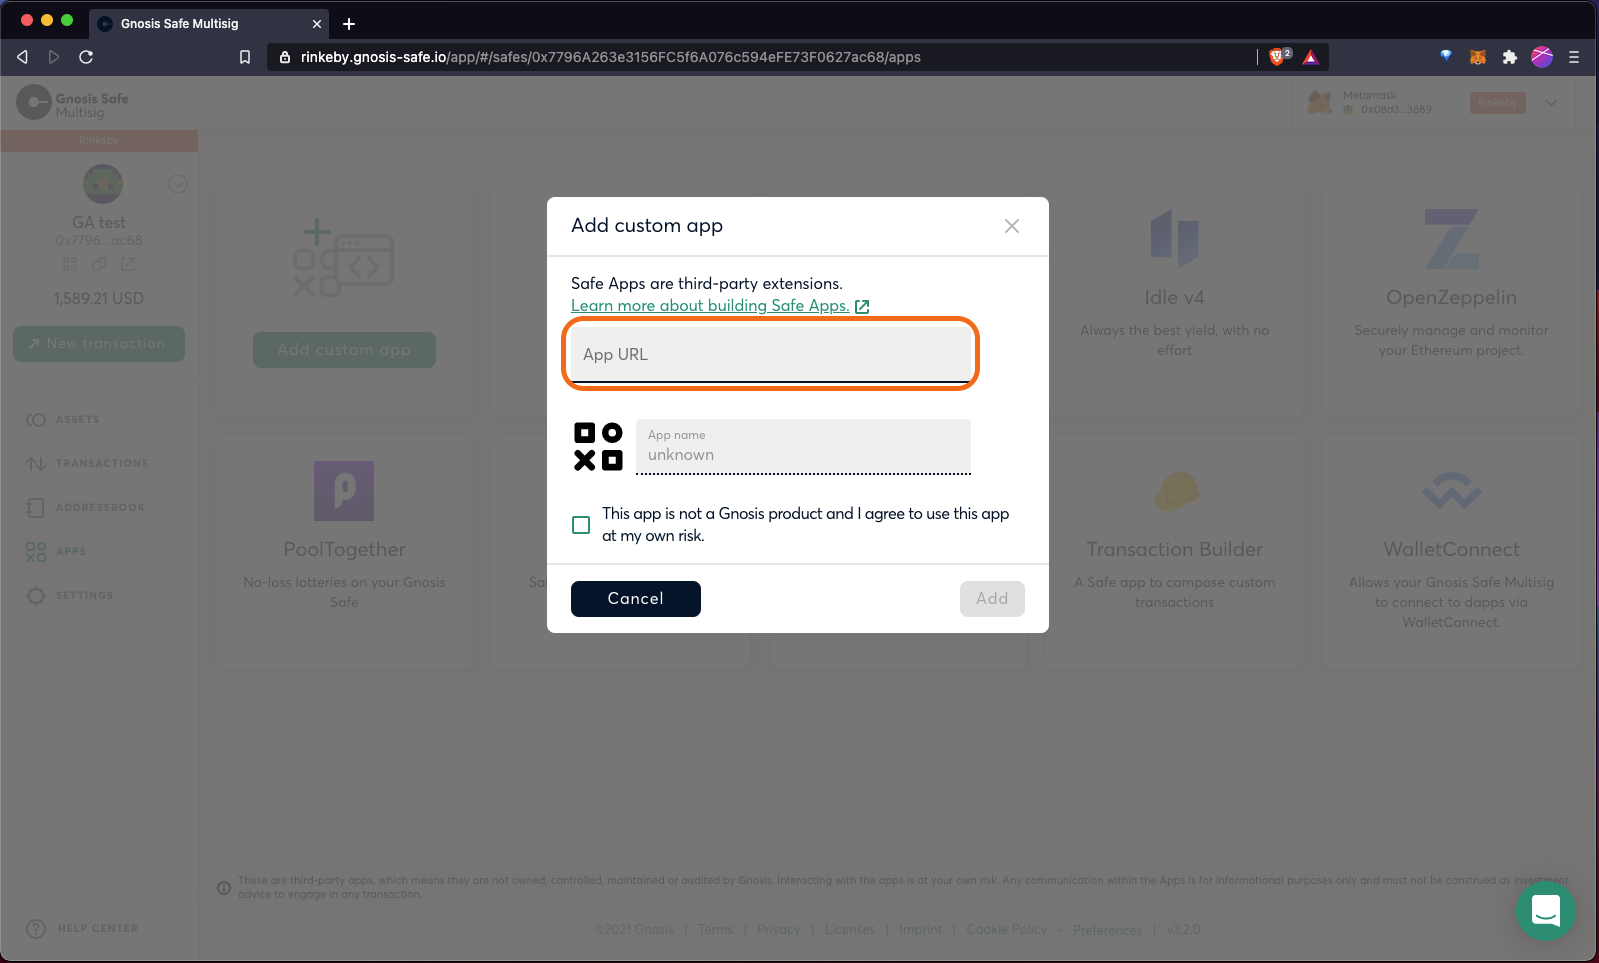 Gnosis Safe Multisig
rinkeby.gnosis-safe.io/app/#/safes/0x7796A263e3156FC5f6A076c594eFE73F0627ac68/apps
2
Gnosis Safe
Multisig
Metamask
0x08d3...3689
Rinkeby
Rinkeby
GA test
0x7796...ac68
1,589.21 USD
New transaction
ASSETS
TRANSACTIONS
ADDRESSBOOK
APPS
SETTINGS
HELP CENTER
Add custom app
Add custom app
Safe Apps are third-party extensions.
Learn more about building Safe Apps.
App URL
App name
unknown
This app is not a Gnosis product and I agree to use this app
at my own risk.
Cancel
Add
Idle v4
Always the best yield, with no
effort
OpenZeppelin
Securely manage and monitor
your Ethereum project.
PoolTogether
No-loss lotteries on your Gnosis
Safe
Sa
Transaction Builder
A Safe app to compose custom
transactions
WalletConnect
Allows your Gnosis Safe Multisig
to connect to dapps via
WalletConnect.
These are third-party apps, which means they are not owned, controlled, maintained or audited by Gnosis. Interacting with the apps is at your own risk. Any communication within the Apps is for informational purposes only and must not be construed as investment
advice to engage in any transaction.
©2021 Gnosis | Terms | Privacy | Licenses | Imprint | Cookie Policy - Preferences | v3.2.0